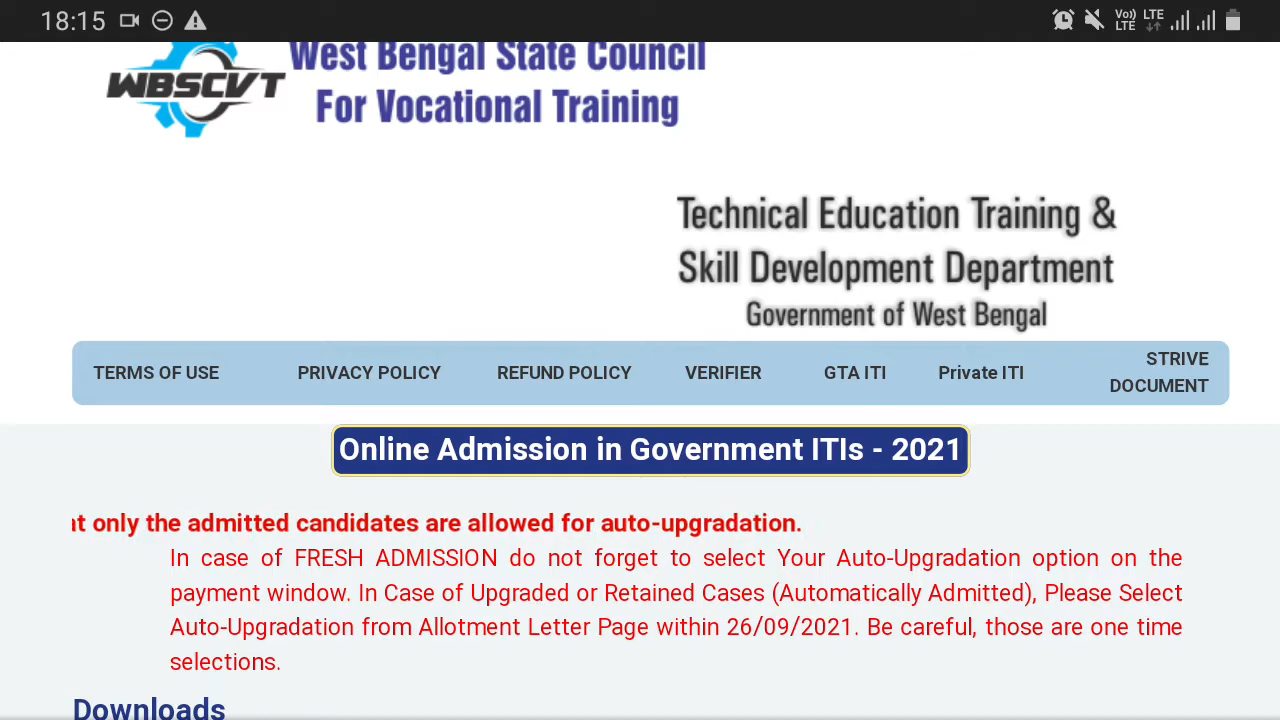 18:15
Vo)) LTE
LTE
WBSCVT
West Bengal State Council
For Vocational Training
Technical Education Training &
Skill Development Department
Government of West Bengal
TERMS OF USE PRIVACY POLICY REFUND POLICY VERIFIER GTA ITI Private ITI STRIVE DOCUMENT
Online Admission in Government ITIs - 2021
only the admitted candidates are allowed for auto-upgradation.
In case of FRESH ADMISSION do not forget to select Your Auto-Upgradation option on the
payment window. In Case of Upgraded or Retained Cases (Automatically Admitted), Please Select
Auto-Upgradation from Allotment Letter Page within 26/09/2021. Be careful, those are one time
selections.
Downloads